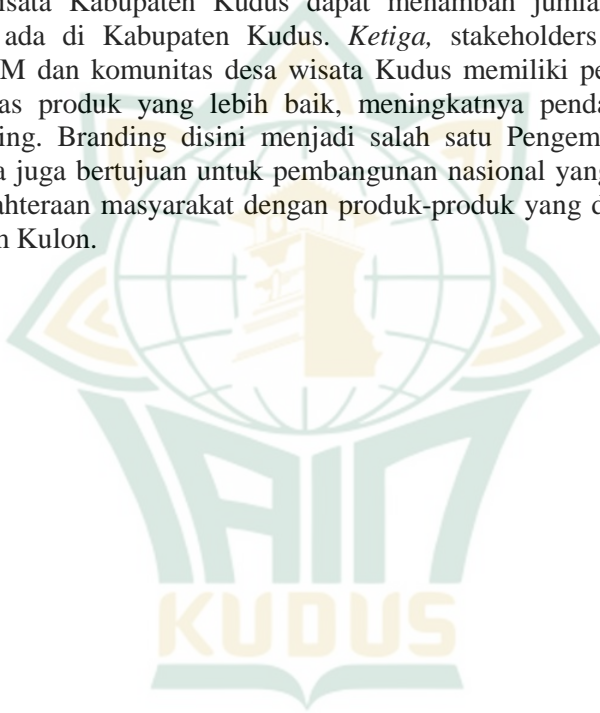 wisata Kabupaten Kudus dapat menambah jumla
ada di Kabupaten Kudus. Ketiga, stakeholders
M dan komunitas desa wisata Kudus memiliki pe
as produk yang lebih baik, meningkatnya penda
ing. Branding disini menjadi salah satu Pengem
a juga bertujuan untuk pembangunan nasional yang
ahteraan masyarakat dengan produk-produk yang d
h Kulon.
IAIN
KUDUS